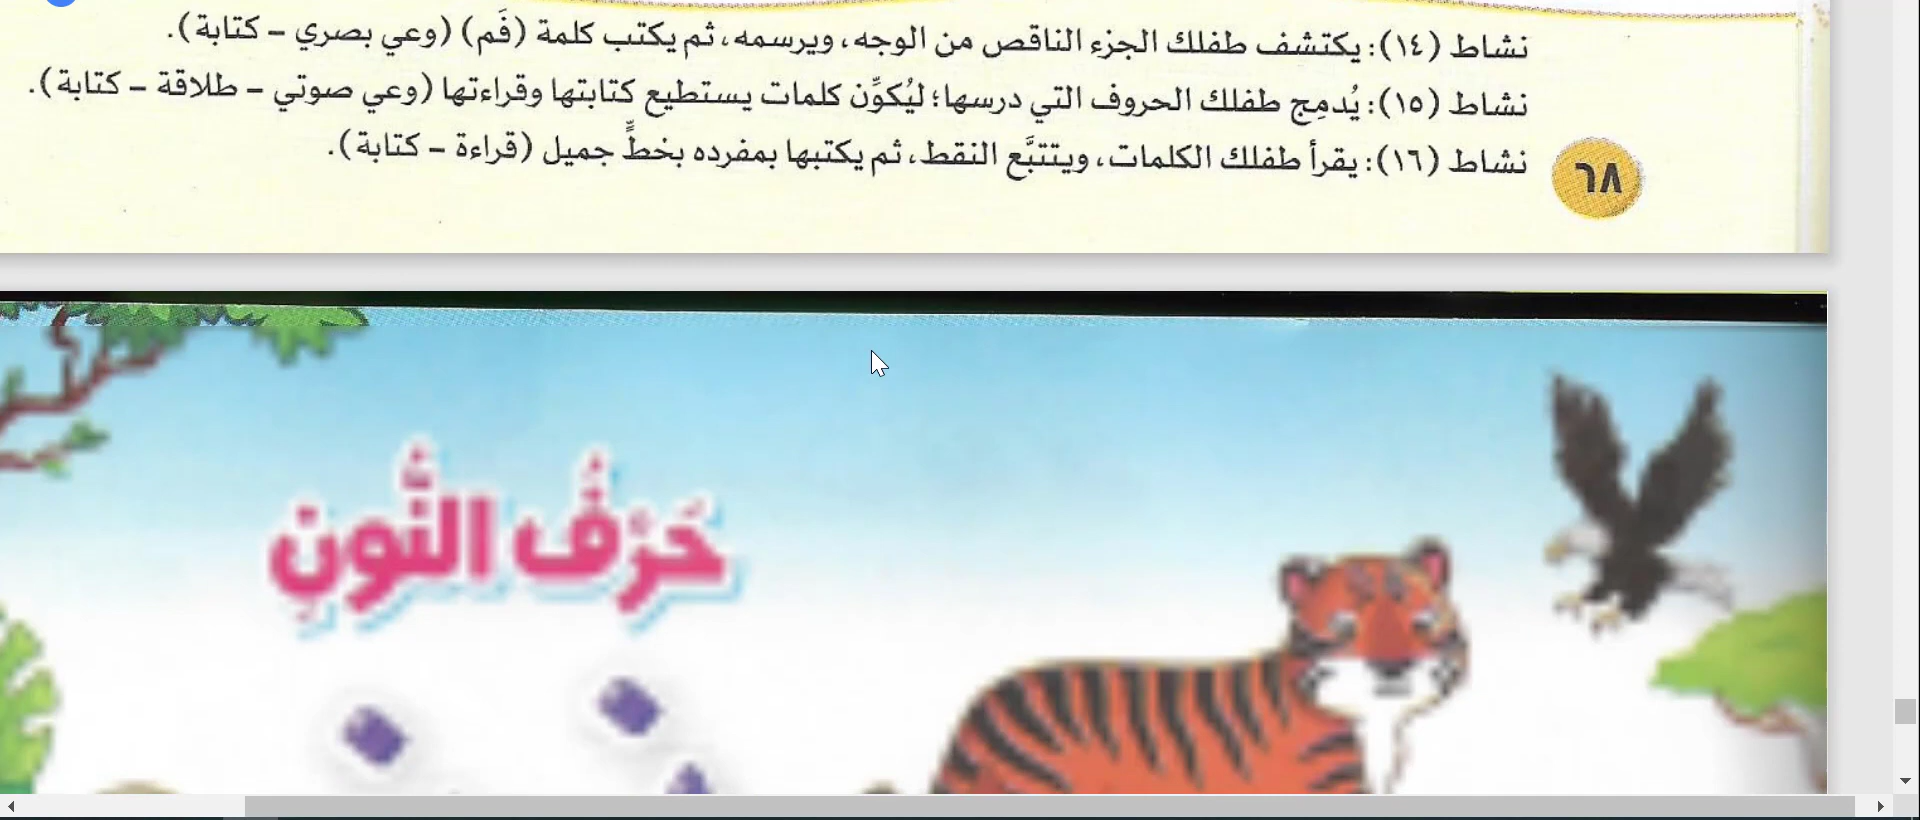 نشاط (١٤): يكتشف طفلك الجزء الناقص من الوجه، ويرسمه، ثم يكتب كلمة (فَم) (وعي بصري – كتابة).
نشاط (١٥): يُدمِج طفلك الحروف التي درسها؛ ليُكوِّن كلمات يستطيع كتابتها وقراءتها (وعي صوتي – طلاقة – كتابة).
نشاط (١٦): يقرأ طفلك الكلمات، ويتتبَّع النقط، ثم يكتبها بمفرده بخطٍّ جميل (قراءة – كتابة).
٦٨
حَرْفُ النُّونِ